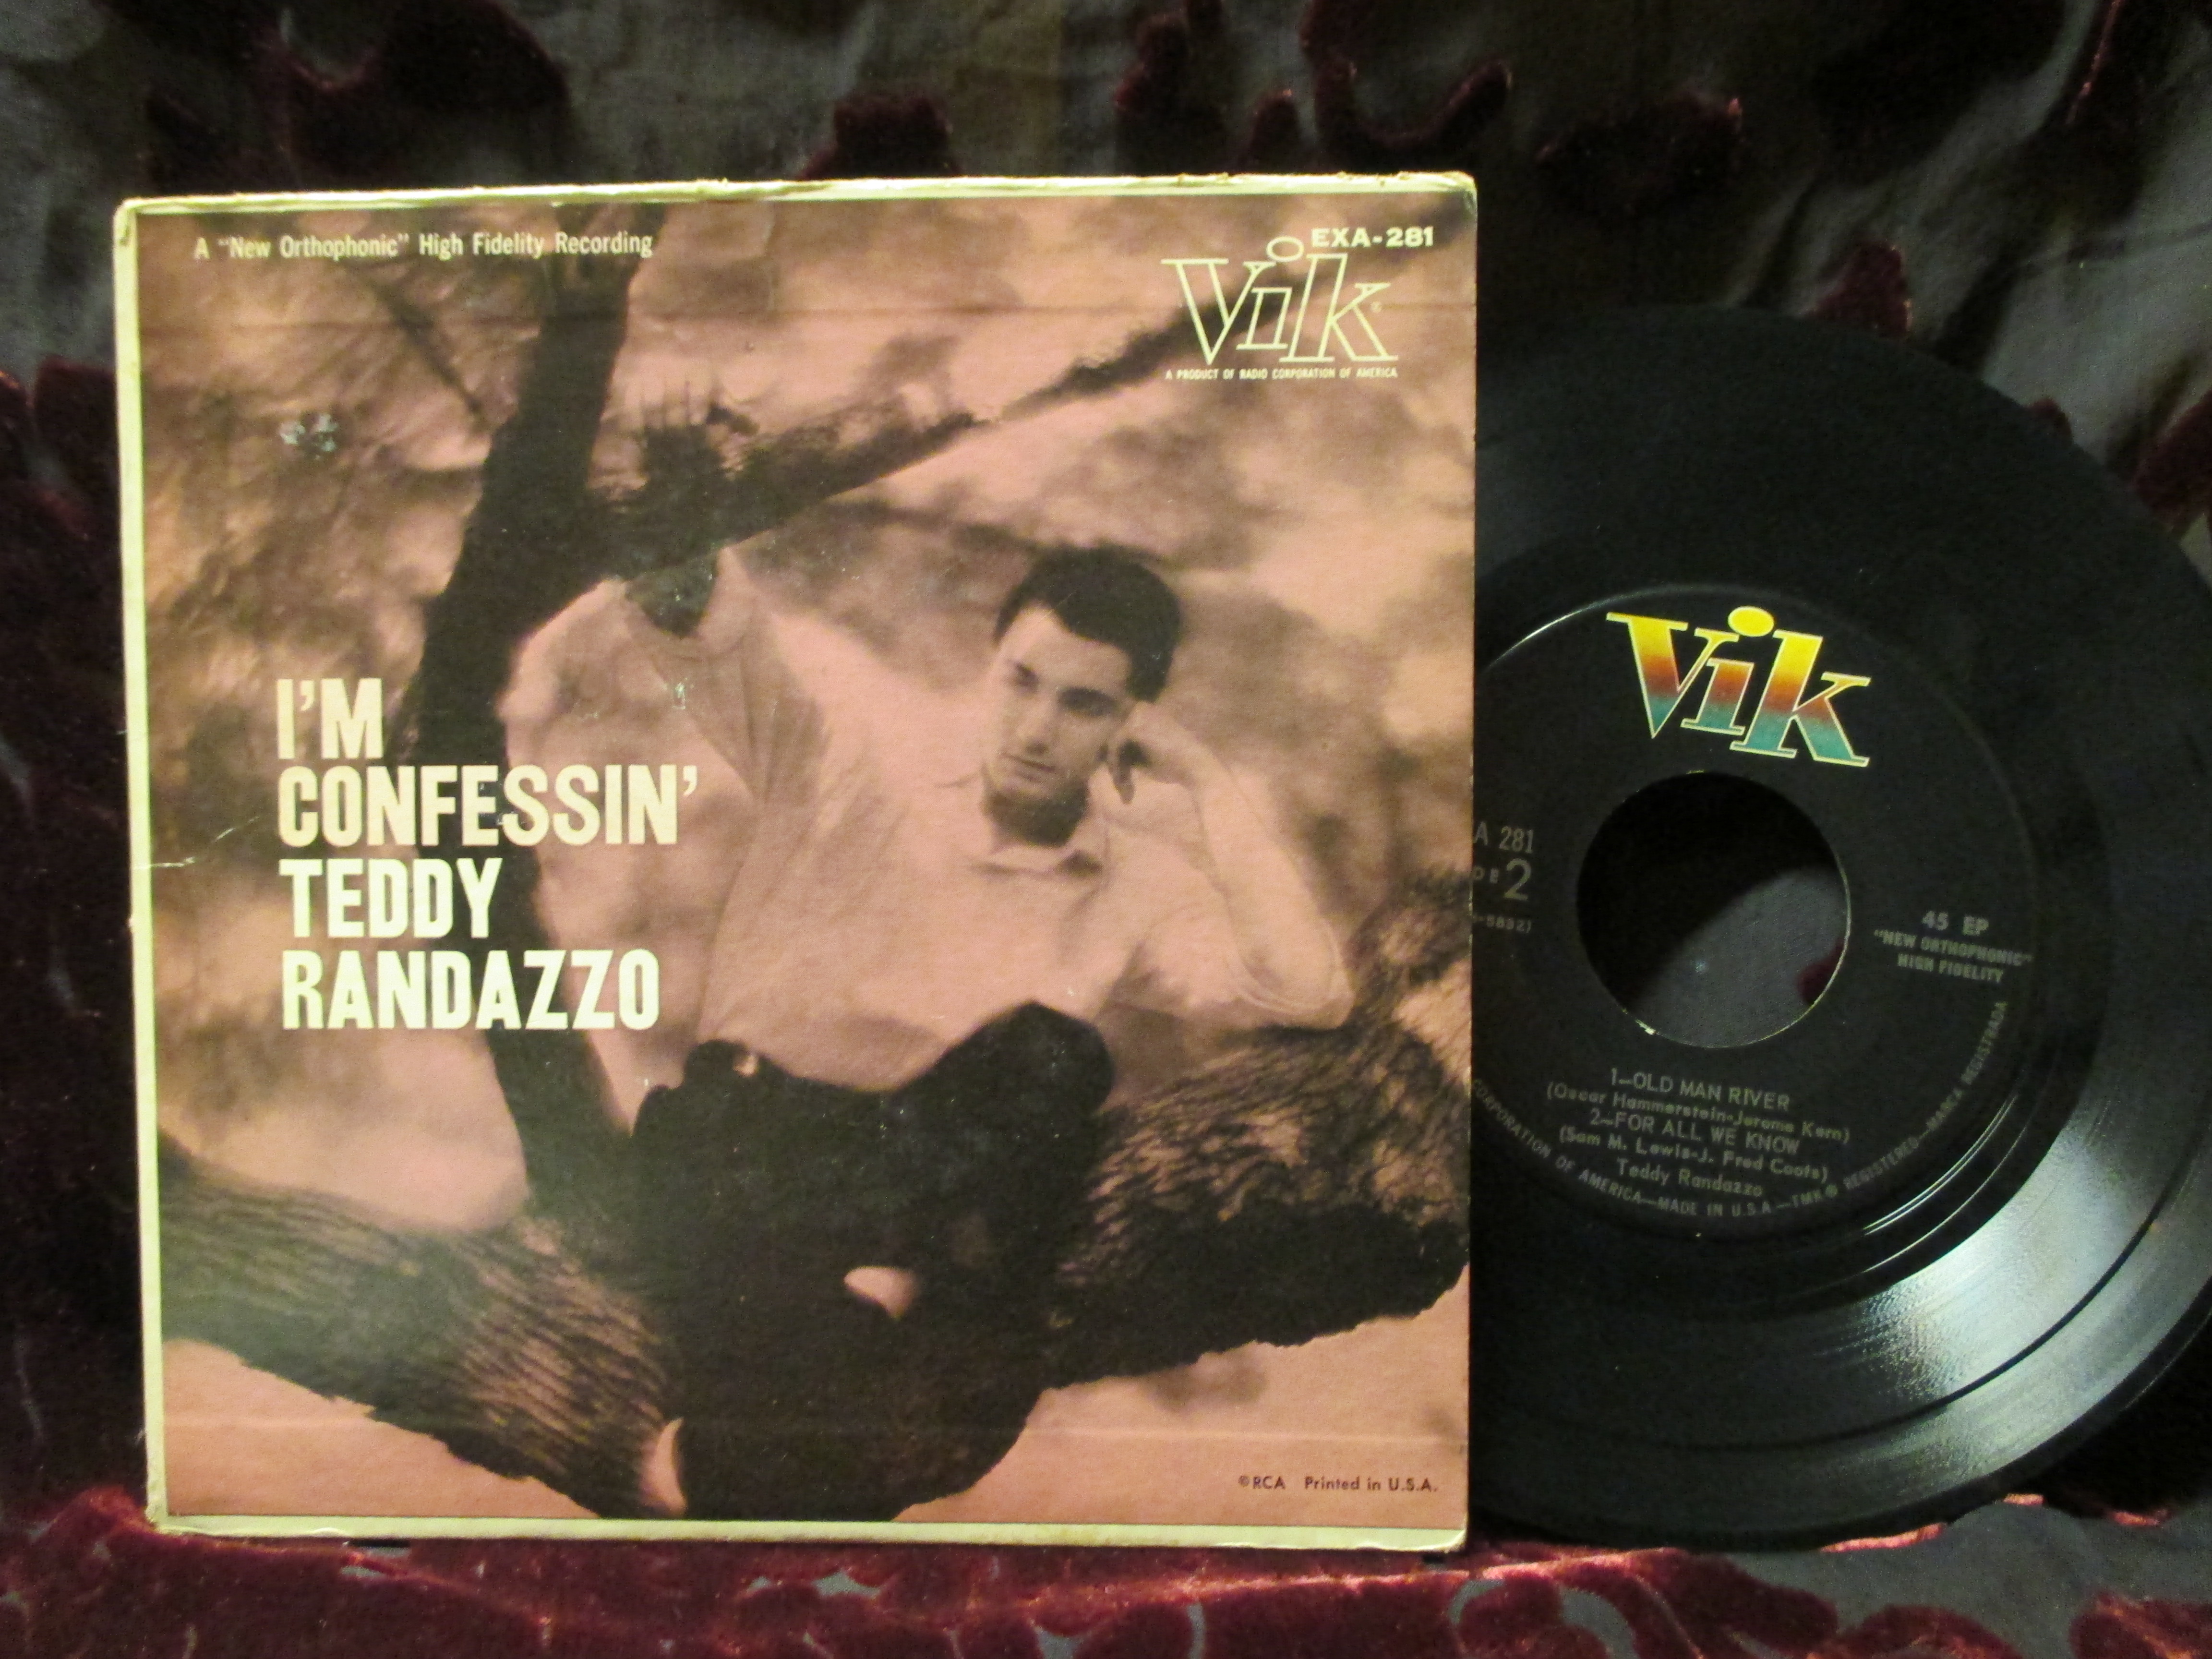 A "New Orthophonic" High Fidelity Recording
EXA-281
Vik
A PRODUCT OF RADIO CORPORATION OF AMERICA
I'M
CONFESSIN'
TEDDY
RANDAZZO
©RCA Printed in U.S.A.
Vik
A 281
DE 2
45 EP
"NEW ORTHOPHONIC"
HIGH FIDELITY
1—OLD MAN RIVER
(Oscar Hammerstein-Jerome Kern)
2—FOR ALL WE KNOW
(Sam M. Lewis-J. Fred Coots)
Teddy Randazzo
CORPORATION OF AMERICA—MADE IN U.S.A.—TMK ® REGISTERED—MARCA REGISTRADA